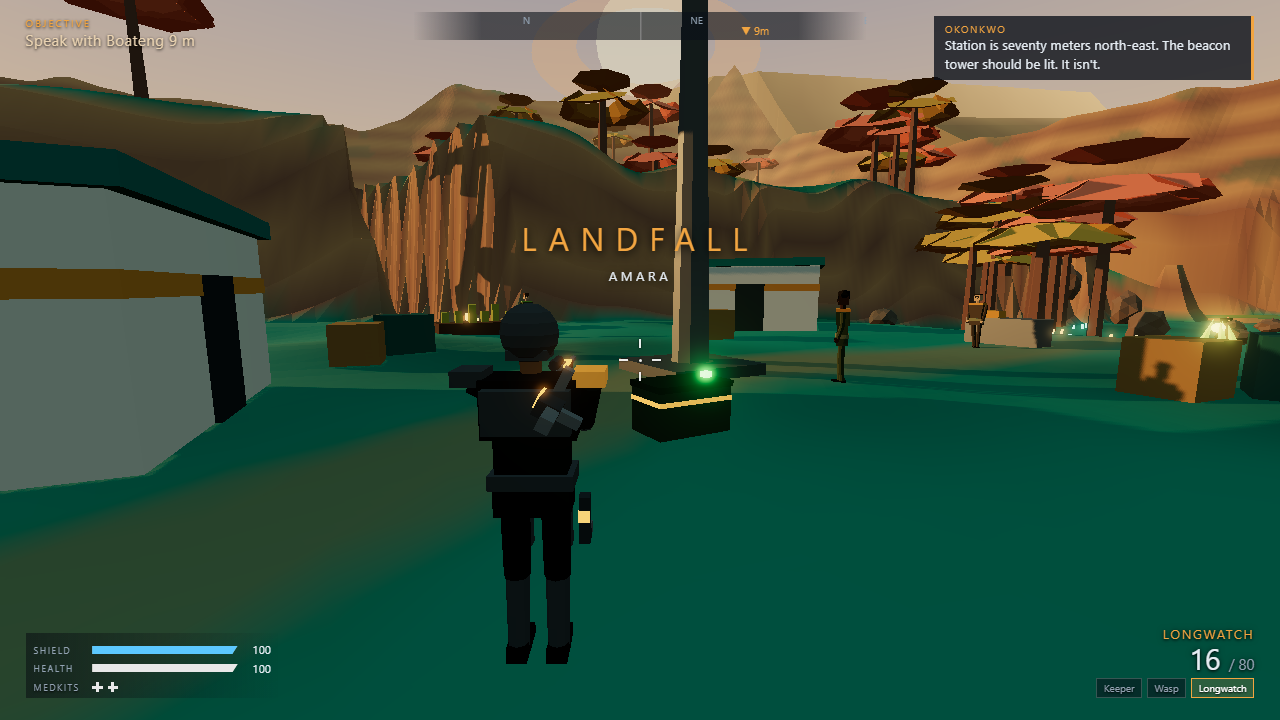 OBJECTIVE
Speak with Boateng 9 m
N
NE
9m
OKONKWO
Station is seventy meters north-east. The beacon
tower should be lit. It isn't.
LANDFALL
AMARA
SHIELD 100
HEALTH 100
MEDKITS
LONGWATCH
16 / 80
Keeper Wasp Longwatch